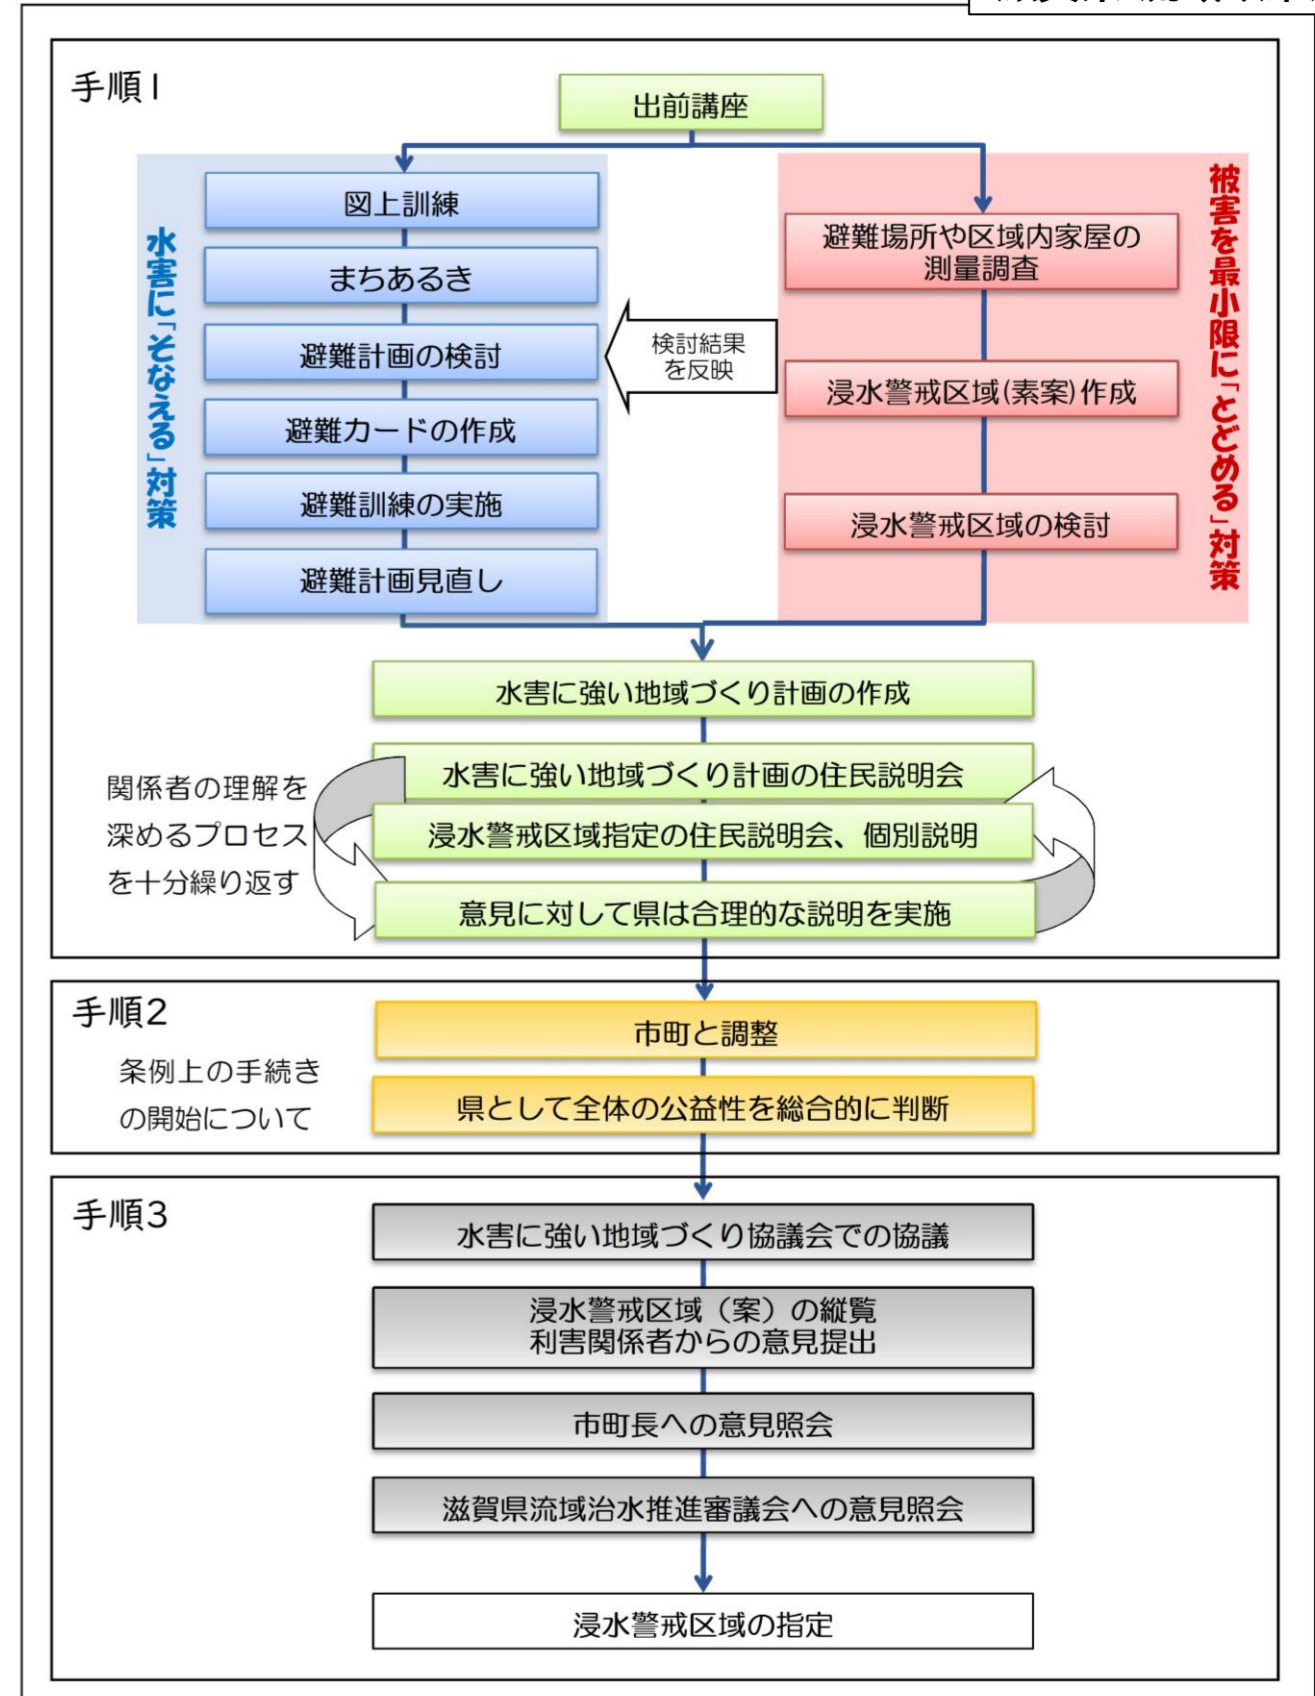 手順1
出前講座
水害に「そなえる」対策
図上訓練
まちあるき
避難計画の検討
避難カードの作成
避難訓練の実施
避難計画見直し
検討結果
を反映
被害を最小限に「とどめる」対策
避難場所や区域内家屋の
測量調査
浸水警戒区域(素案)作成
浸水警戒区域の検討
水害に強い地域づくり計画の作成
水害に強い地域づくり計画の住民説明会
浸水警戒区域指定の住民説明会、個別説明
意見に対して県は合理的な説明を実施
関係者の理解を
深めるプロセス
を十分繰り返す
手順2
条例上の手続き
の開始について
市町と調整
県として全体の公益性を総合的に判断
手順3
水害に強い地域づくり協議会での協議
浸水警戒区域（案）の縦覧
利害関係者からの意見提出
市町長への意見照会
滋賀県流域治水推進審議会への意見照会
浸水警戒区域の指定